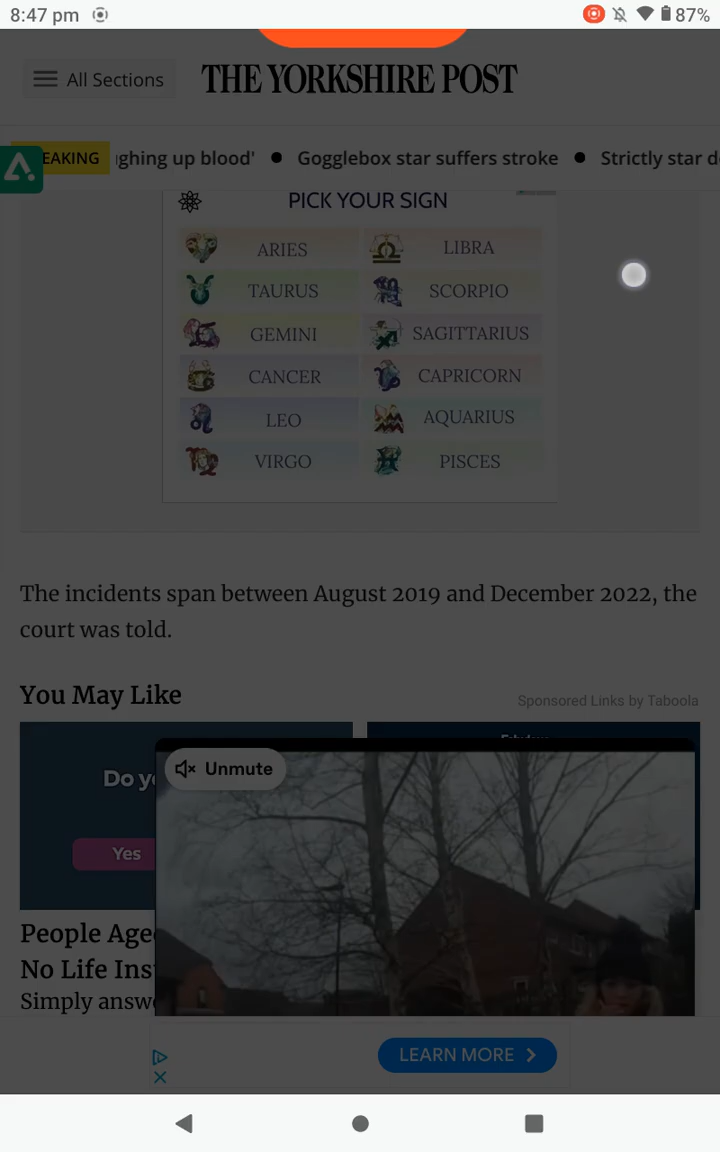 8:47 pm
87%
All Sections
THE YORKSHIRE POST
EAKING
ghing up blood' ● Gogglebox star suffers stroke ● Strictly star d
PICK YOUR SIGN
ARIES
LIBRA
TAURUS
SCORPIO
GEMINI
SAGITTARIUS
CANCER
CAPRICORN
LEO
AQUARIUS
VIRGO
PISCES
The incidents span between August 2019 and December 2022, the
court was told.
You May Like
Sponsored Links by Taboola
Do yo
Unmute
Yes
People Age
No Life Ins
Simply answ
LEARN MORE